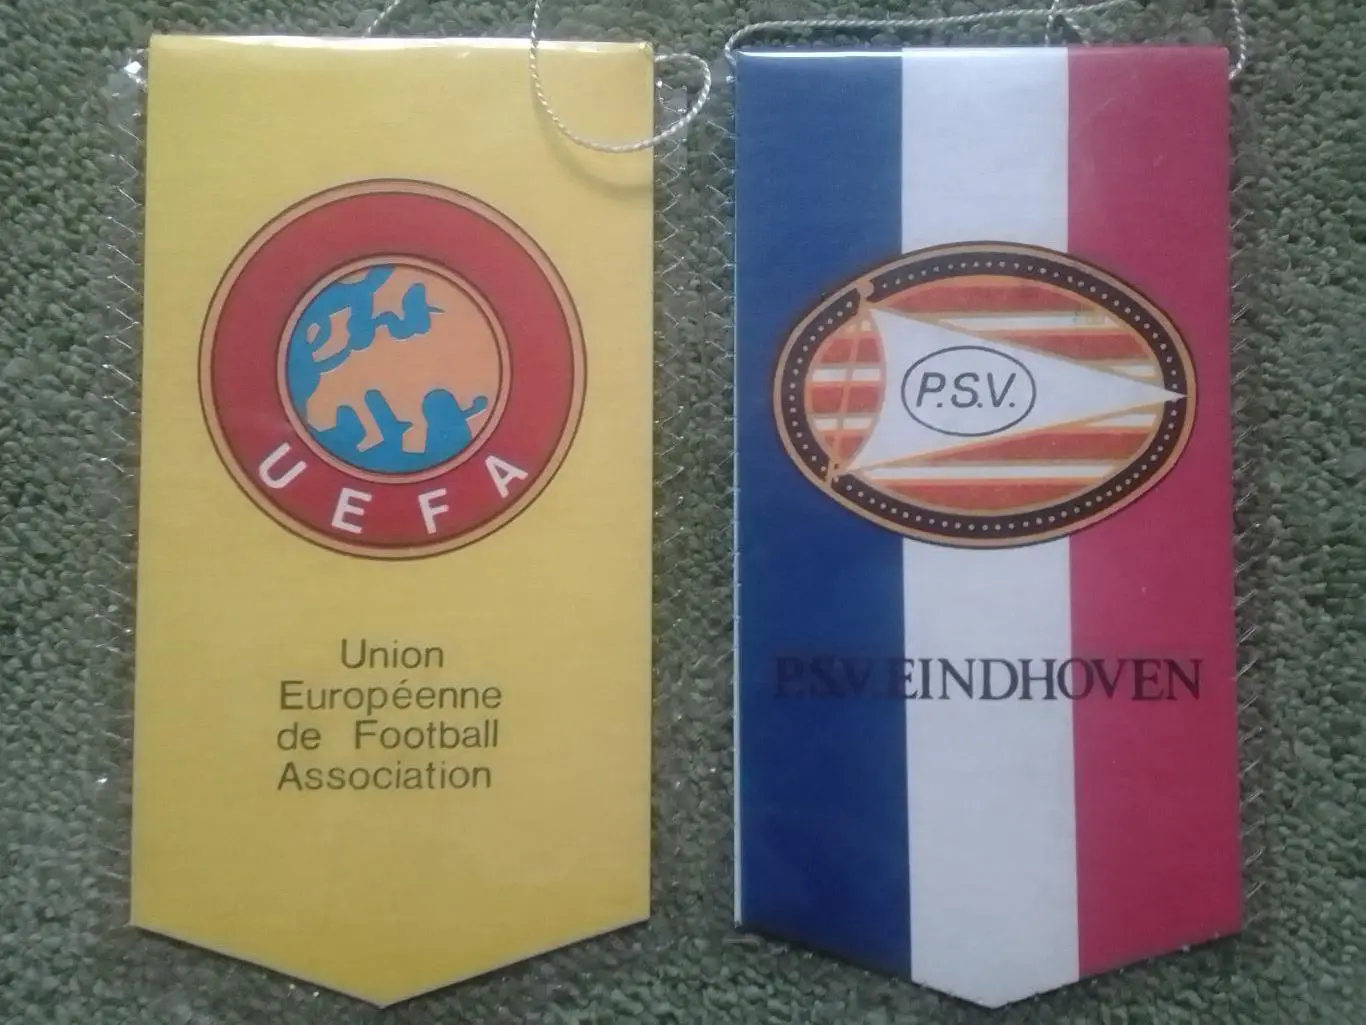 UEFA
Union
Européenne
de Football
Association
P.S.V.
P.S.V. EINDHOVEN